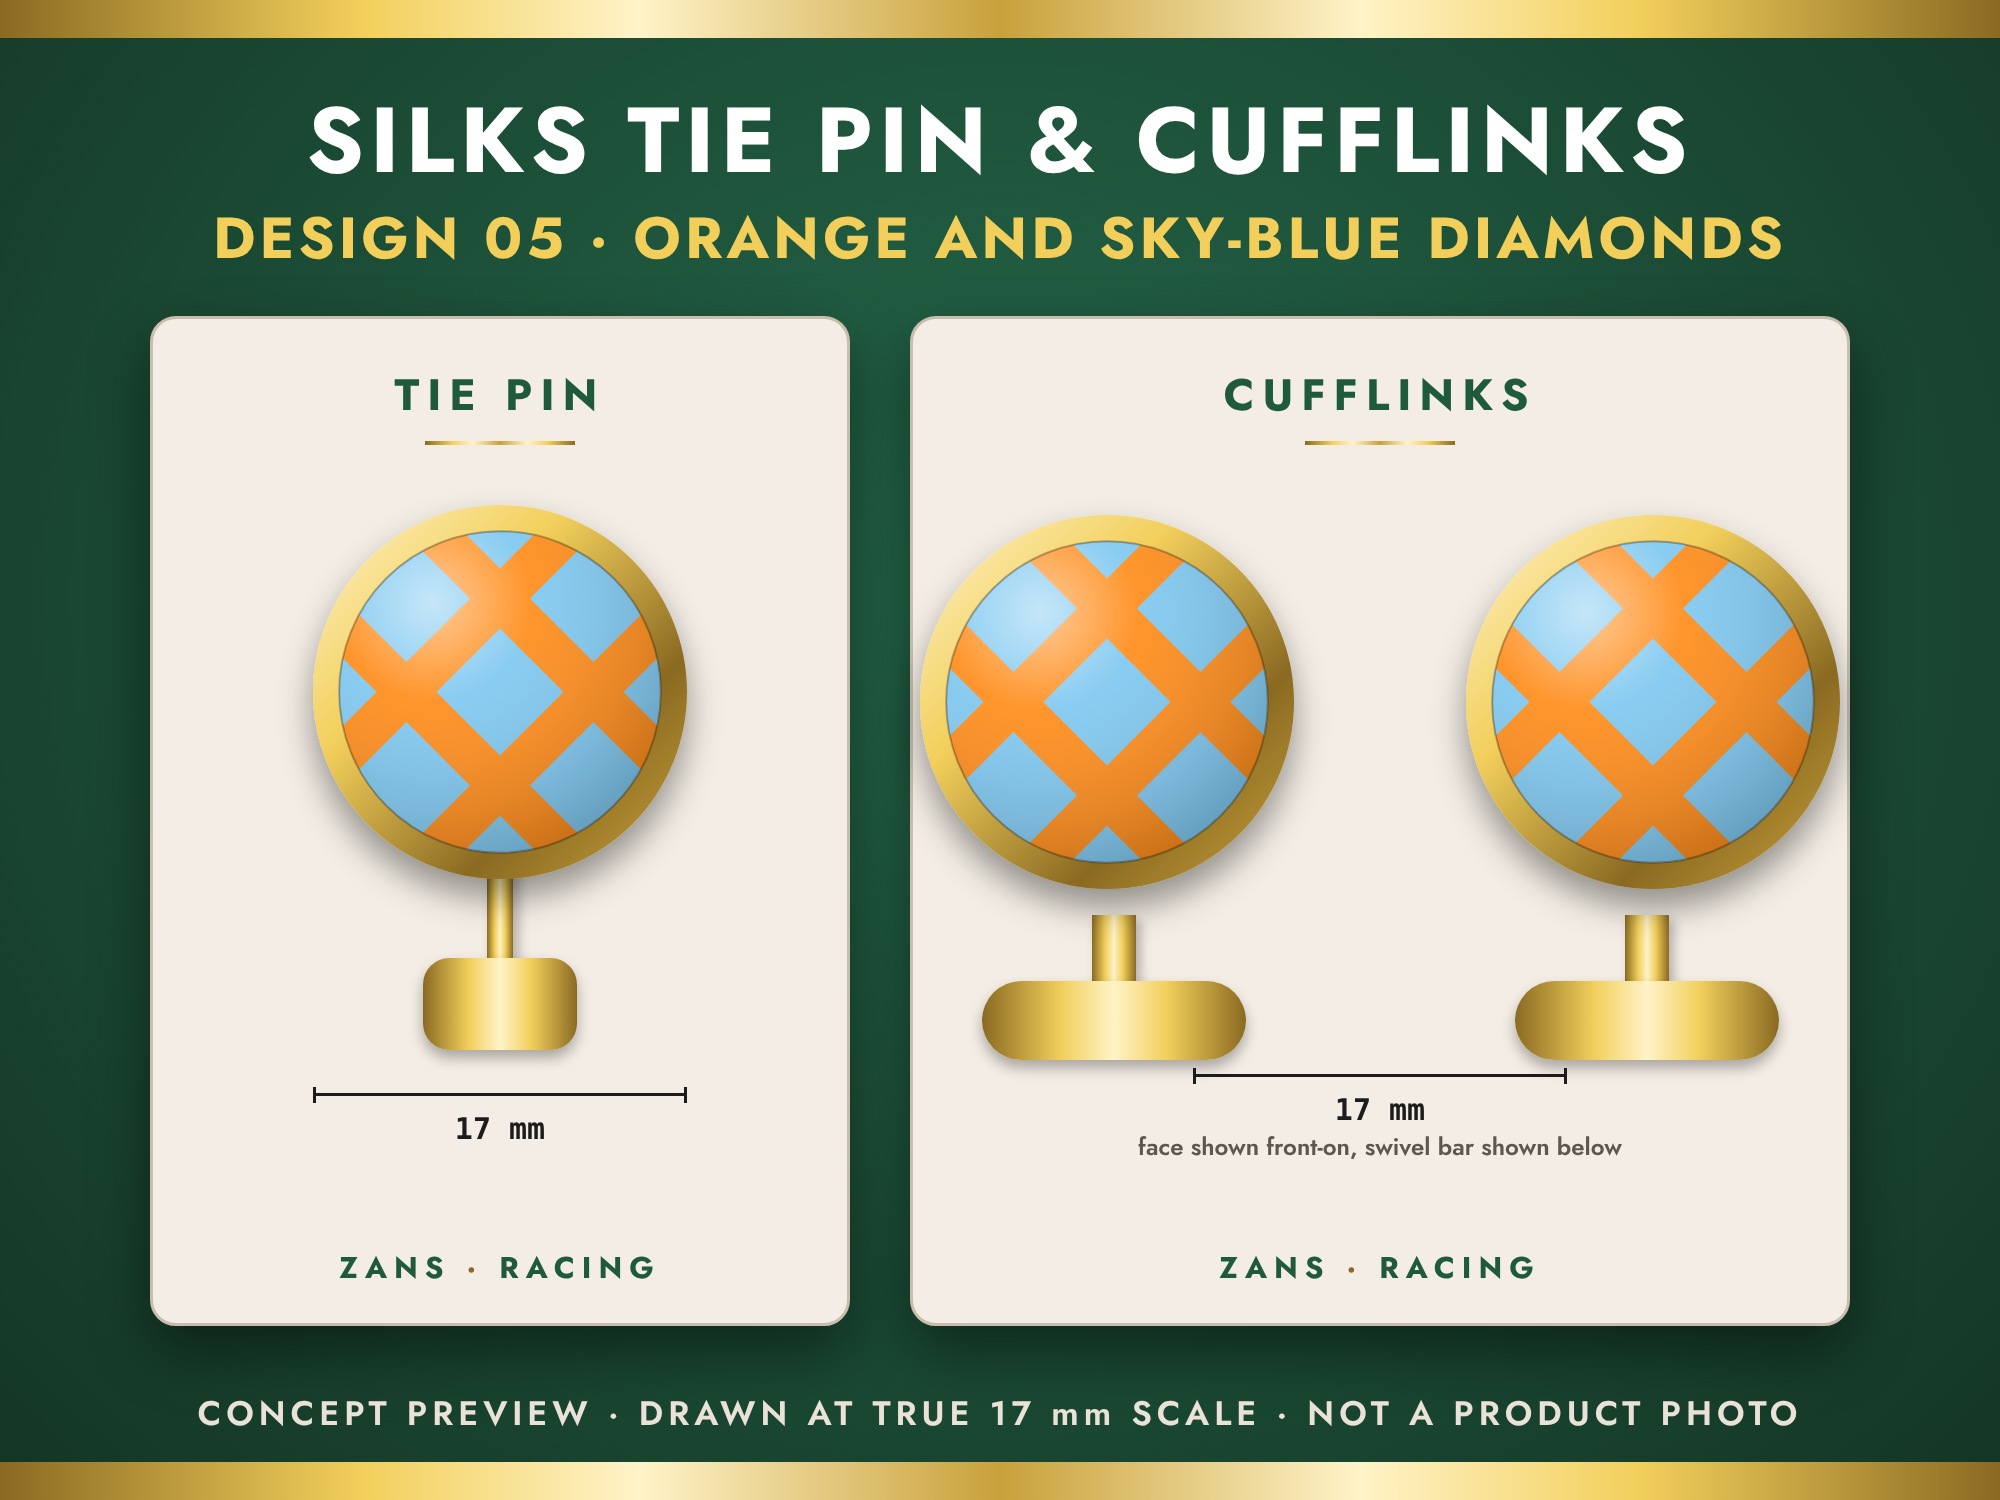 SILKS TIE PIN & CUFFLINKS
DESIGN 05 · ORANGE AND SKY-BLUE DIAMONDS
TIE PIN
17 mm
ZANS · RACING
CUFFLINKS
17 mm
face shown front-on, swivel bar shown below
ZANS · RACING
CONCEPT PREVIEW · DRAWN AT TRUE 17 mm SCALE · NOT A PRODUCT PHOTO